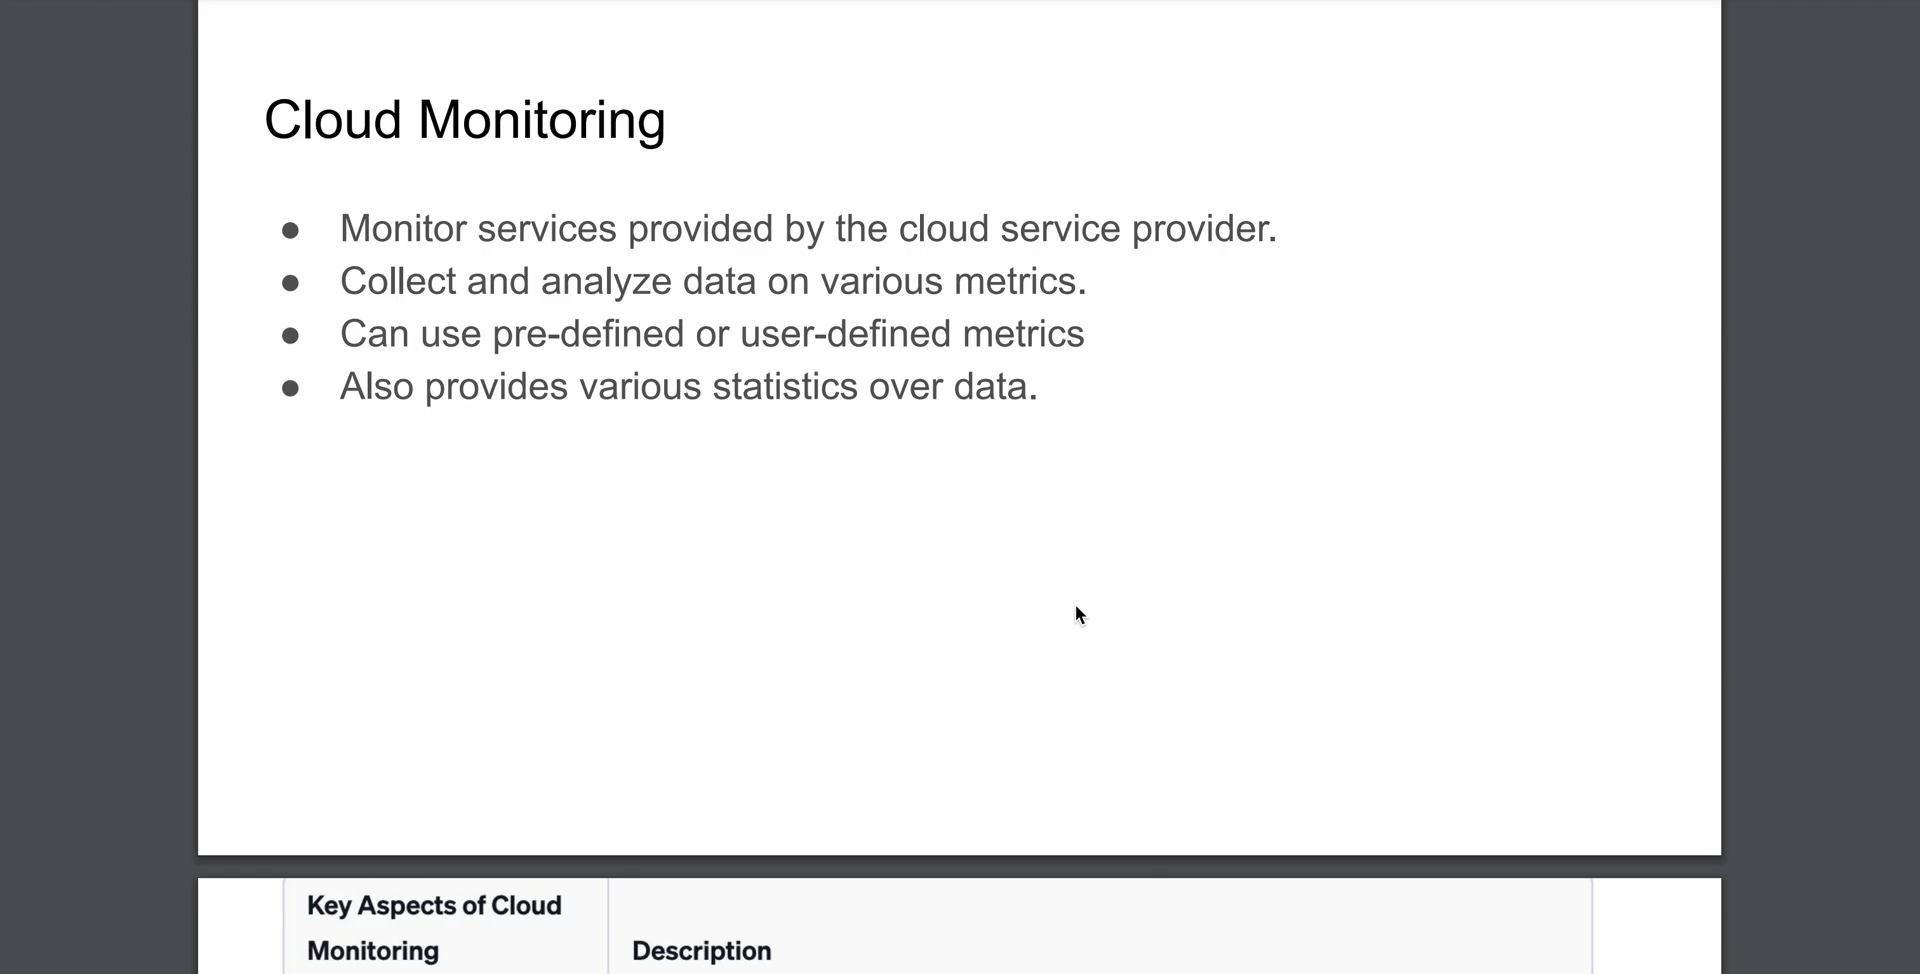 Cloud Monitoring
● Monitor services provided by the cloud service provider.
● Collect and analyze data on various metrics.
● Can use pre-defined or user-defined metrics
● Also provides various statistics over data.
Key Aspects of Cloud
Monitoring
Description